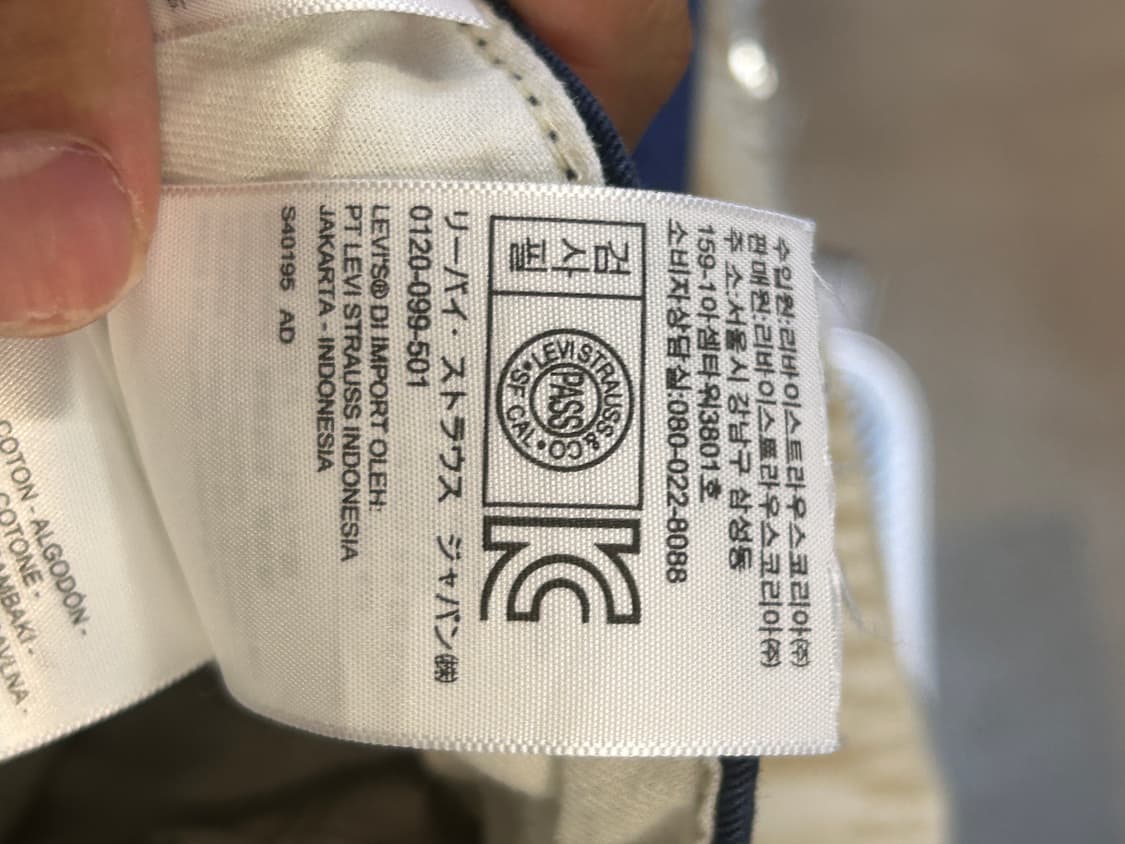 수입원:리바이스트라우스코리아(주)
판매원:리바이스트라우스코리아(주)
주 소:서울시 강남구 삼성동
159-1아셈타워3801호
소비자상담실:080-022-8088
검사필
LEVI STRAUSS & CO
SF CAL
PASS
KC
リーバイ・ストラウス ジャパン㈱
0120-099-501
LEVI'S® DI IMPORT OLEH:
PT LEVI STRAUSS INDONESIA
JAKARTA - INDONESIA
S40195 AD
COTON - ALGODÓN -
COTONE -